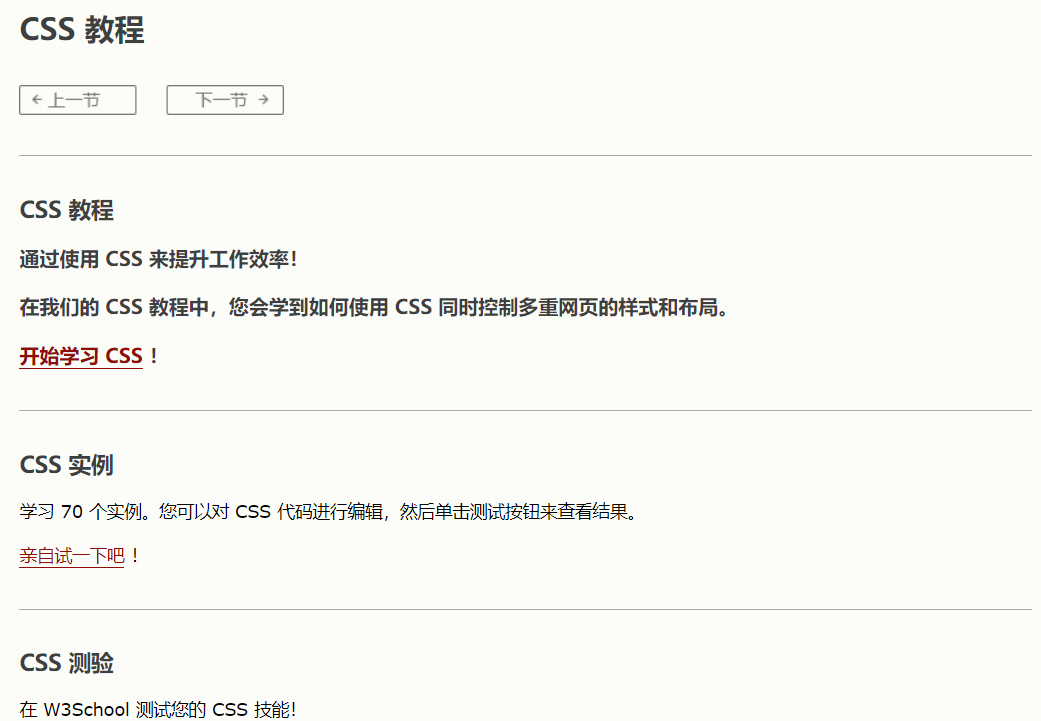 CSS 教程
← 上一节 下一节 →
CSS 教程
通过使用 CSS 来提升工作效率！
在我们的 CSS 教程中，您会学到如何使用 CSS 同时控制多重网页的样式和布局。
开始学习 CSS ！
CSS 实例
学习 70 个实例。您可以对 CSS 代码进行编辑，然后单击测试按钮来查看结果。
亲自试一下吧 ！
CSS 测验
在 W3School 测试您的 CSS 技能！